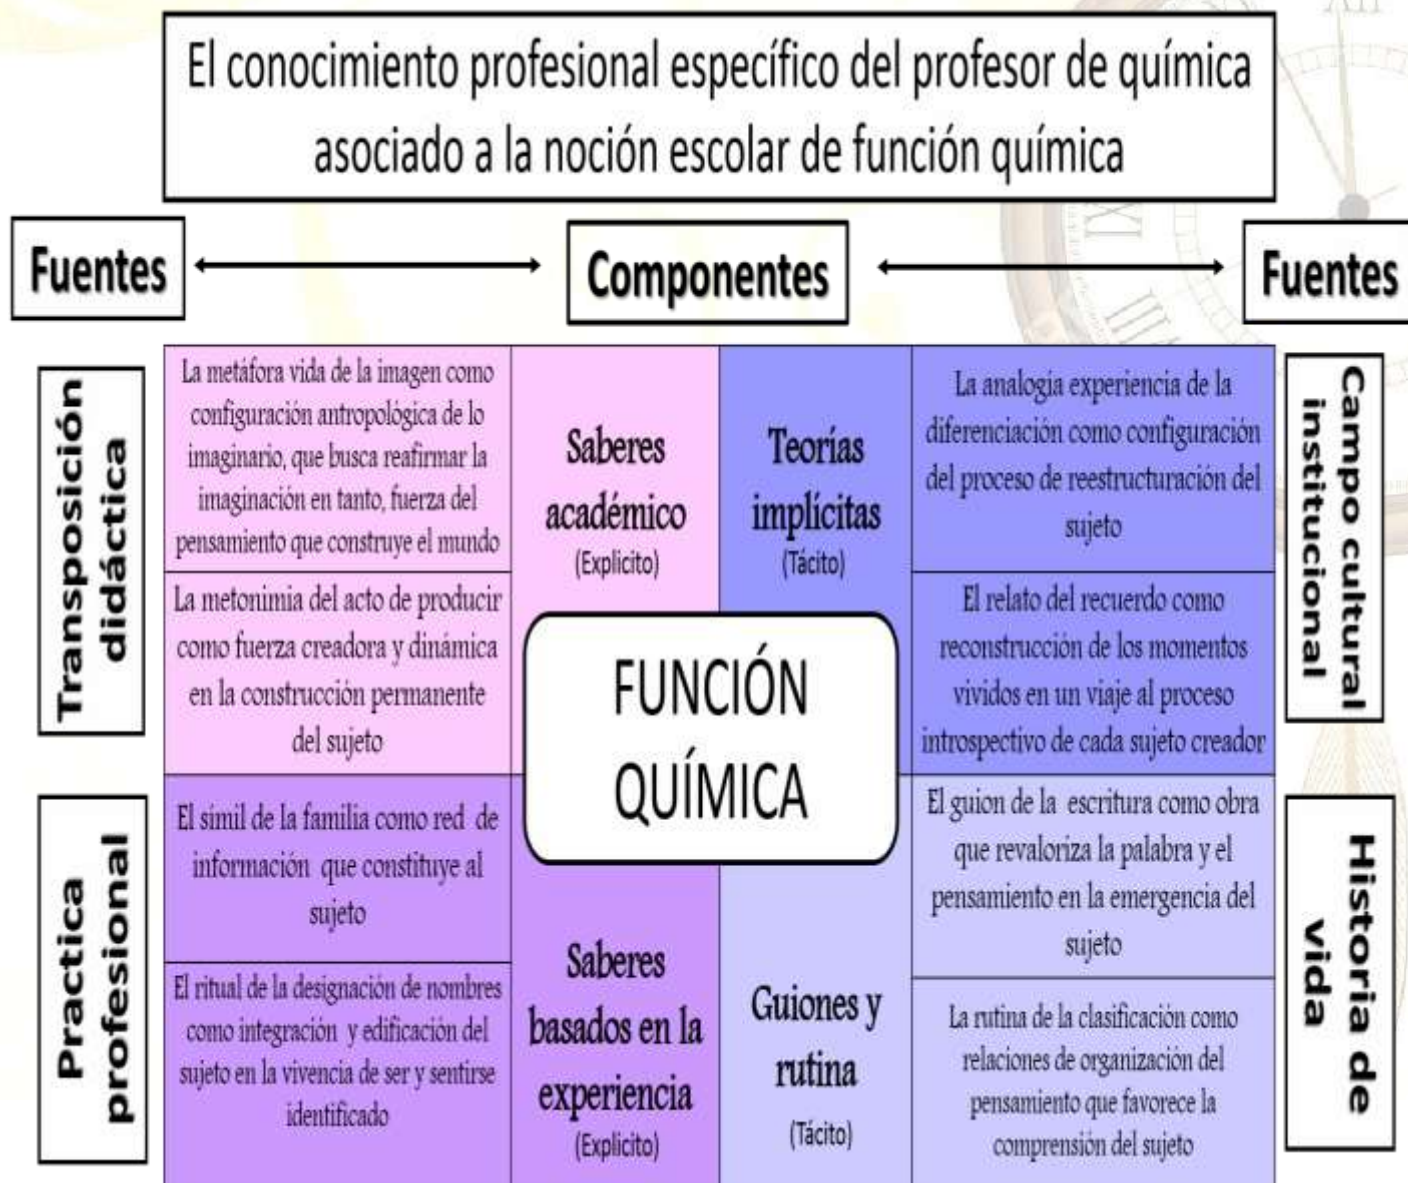 El conocimiento profesional específico del profesor de química
asociado a la noción escolar de función química
Fuentes
Componentes
Fuentes
Transposición
didáctica
La metáfora vida de la imagen como
configuración antropológica de lo
imaginario, que busca reafirmar la
imaginación en tanto, fuerza del
pensamiento que construye el mundo
La metonimia del acto de producir
como fuerza creadora y dinámica
en la construcción permanente
del sujeto
Saberes
académico
(Explicito)
Teorías
implícitas
(Tácito)
La analogía experiencia de la
diferenciación como configuración
del proceso de reestructuración del
sujeto
El relato del recuerdo como
reconstrucción de los momentos
vividos en un viaje al proceso
introspectivo de cada sujeto creador
Campo cultural
institucional
FUNCIÓN
QUÍMICA
Practica
profesional
El símil de la familia como red de
información que constituye al
sujeto
El ritual de la designación de nombres
como integración y edificación del
sujeto en la vivencia de ser y sentirse
identificado
Saberes
basados en la
experiencia
(Explicito)
Guiones y
rutina
(Tácito)
El guion de la escritura como obra
que revaloriza la palabra y el
pensamiento en la emergencia del
sujeto
La rutina de la clasificación como
relaciones de organización del
pensamiento que favorece la
comprensión del sujeto
Historia de
vida
XII
IX
VIII